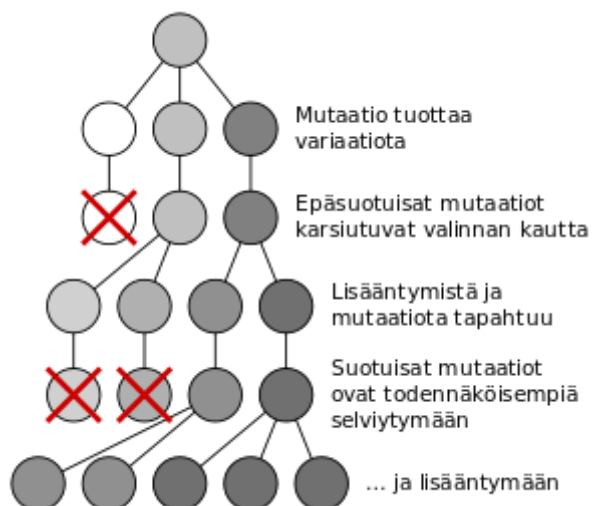 Mutaatio tuottaa
variaatiota
Epäsuotuisat mutaatiot
karsiutuvat valinnan kautta
Lisääntymistä ja
mutaatiota tapahtuu
Suotuisat mutaatiot
ovat todennäköisempiä
selviytymään
... ja lisääntymään